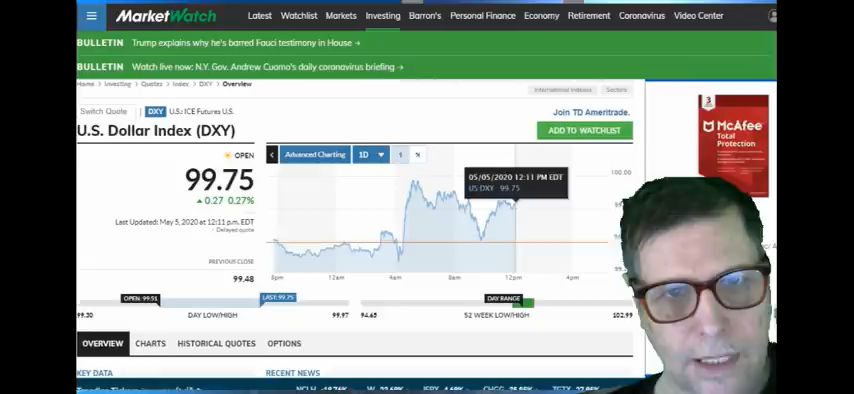 MarketWatch Latest Watchlist Markets Investing Barron's Personal Finance Economy Retirement Coronavirus Video Center
BULLETIN Trump explains why he's barred Fauci testimony in House →
BULLETIN Watch live now: N.Y. Gov. Andrew Cuomo's daily coronavirus briefing →
Home > Investing > Quotes > Index > DXY > Overview
International Indexes Sectors
Switch Quote DXY U.S.: ICE Futures U.S. Join TD Ameritrade.
U.S. Dollar Index (DXY) ADD TO WATCHLIST
OPEN
99.75
0.27 0.27%
Last Updated: May 5, 2020 at 12:11 p.m. EDT
Delayed quote
PREVIOUS CLOSE
99.48
Advanced Charting 1D
05/05/2020 12:11 PM EDT
US:DXY 99.75
100.00
8pm 12am 4am 8am 12pm 4pm
LAST: 99.75 DAY RANGE
99.30 DAY LOW/HIGH 99.97 94.65 52 WEEK LOW/HIGH 102.99
OVERVIEW CHARTS HISTORICAL QUOTES OPTIONS
KEY DATA RECENT NEWS
3
McAfee
Total
Protection